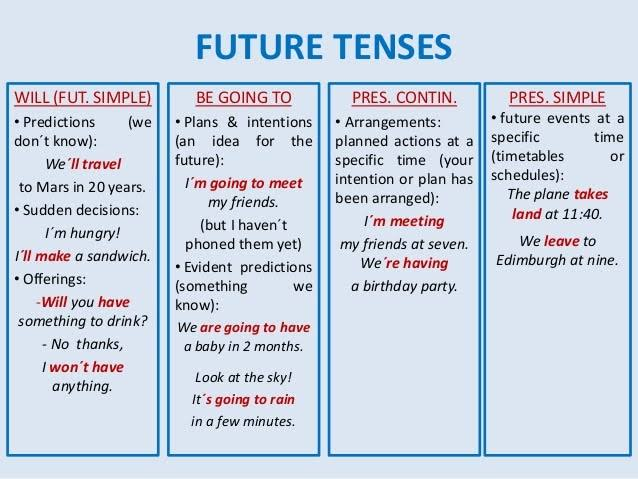 FUTURE TENSES
WILL (FUT. SIMPLE)
• Predictions (we
don´t know):
We´ll travel
to Mars in 20 years.
• Sudden decisions:
I´m hungry!
I´ll make a sandwich.
• Offerings:
-Will you have
something to drink?
- No thanks,
I won´t have
anything.
BE GOING TO
• Plans & intentions
(an idea for the
future):
I´m going to meet
my friends.
(but I haven´t
phoned them yet)
• Evident predictions
(something we
know):
We are going to have
a baby in 2 months.
Look at the sky!
It´s going to rain
in a few minutes.
PRES. CONTIN.
• Arrangements:
planned actions at a
specific time (your
intention or plan has
been arranged):
I´m meeting
my friends at seven.
We´re having
a birthday party.
PRES. SIMPLE
• future events at a
specific time
(timetables or
schedules):
The plane takes
land at 11:40.
We leave to
Edimburgh at nine.